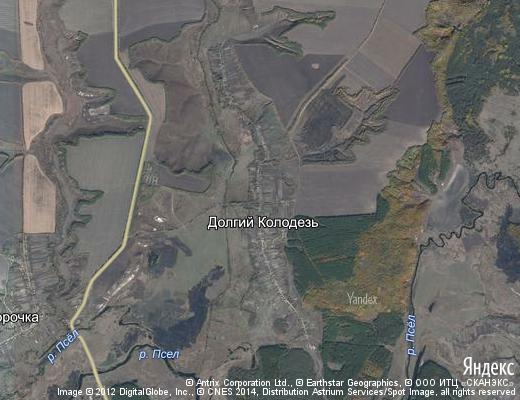 Долгий Колодезь
орочка
р. Псёл
р. Псел
р. Псел
Yandex
Яндекс
© Antrix Corporation Ltd., © Earthstar Geographics, © ООО ИТЦ «СКАНЭКС»
Image © 2012 DigitalGlobe, Inc., © CNES 2014, Distribution Astrium Services/Spot Image, all rights reserved